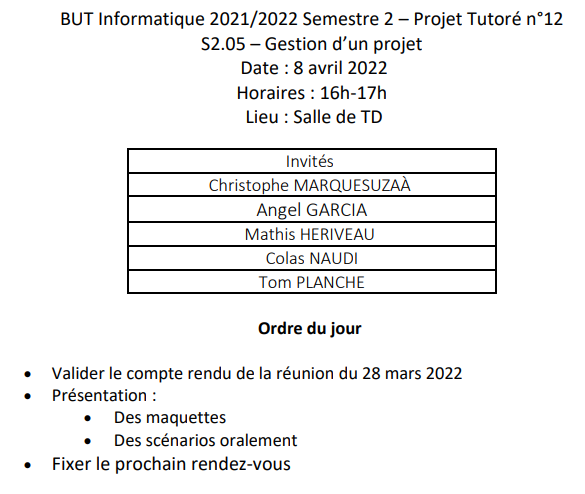 BUT Informatique 2021/2022 Semestre 2 – Projet Tutoré n°12
S2.05 – Gestion d’un projet
Date : 8 avril 2022
Horaires : 16h-17h
Lieu : Salle de TD
Invités
Christophe MARQUESUZAÀ
Angel GARCIA
Mathis HERIVEAU
Colas NAUDI
Tom PLANCHE
Ordre du jour
• Valider le compte rendu de la réunion du 28 mars 2022
• Présentation :
• Des maquettes
• Des scénarios oralement
• Fixer le prochain rendez-vous